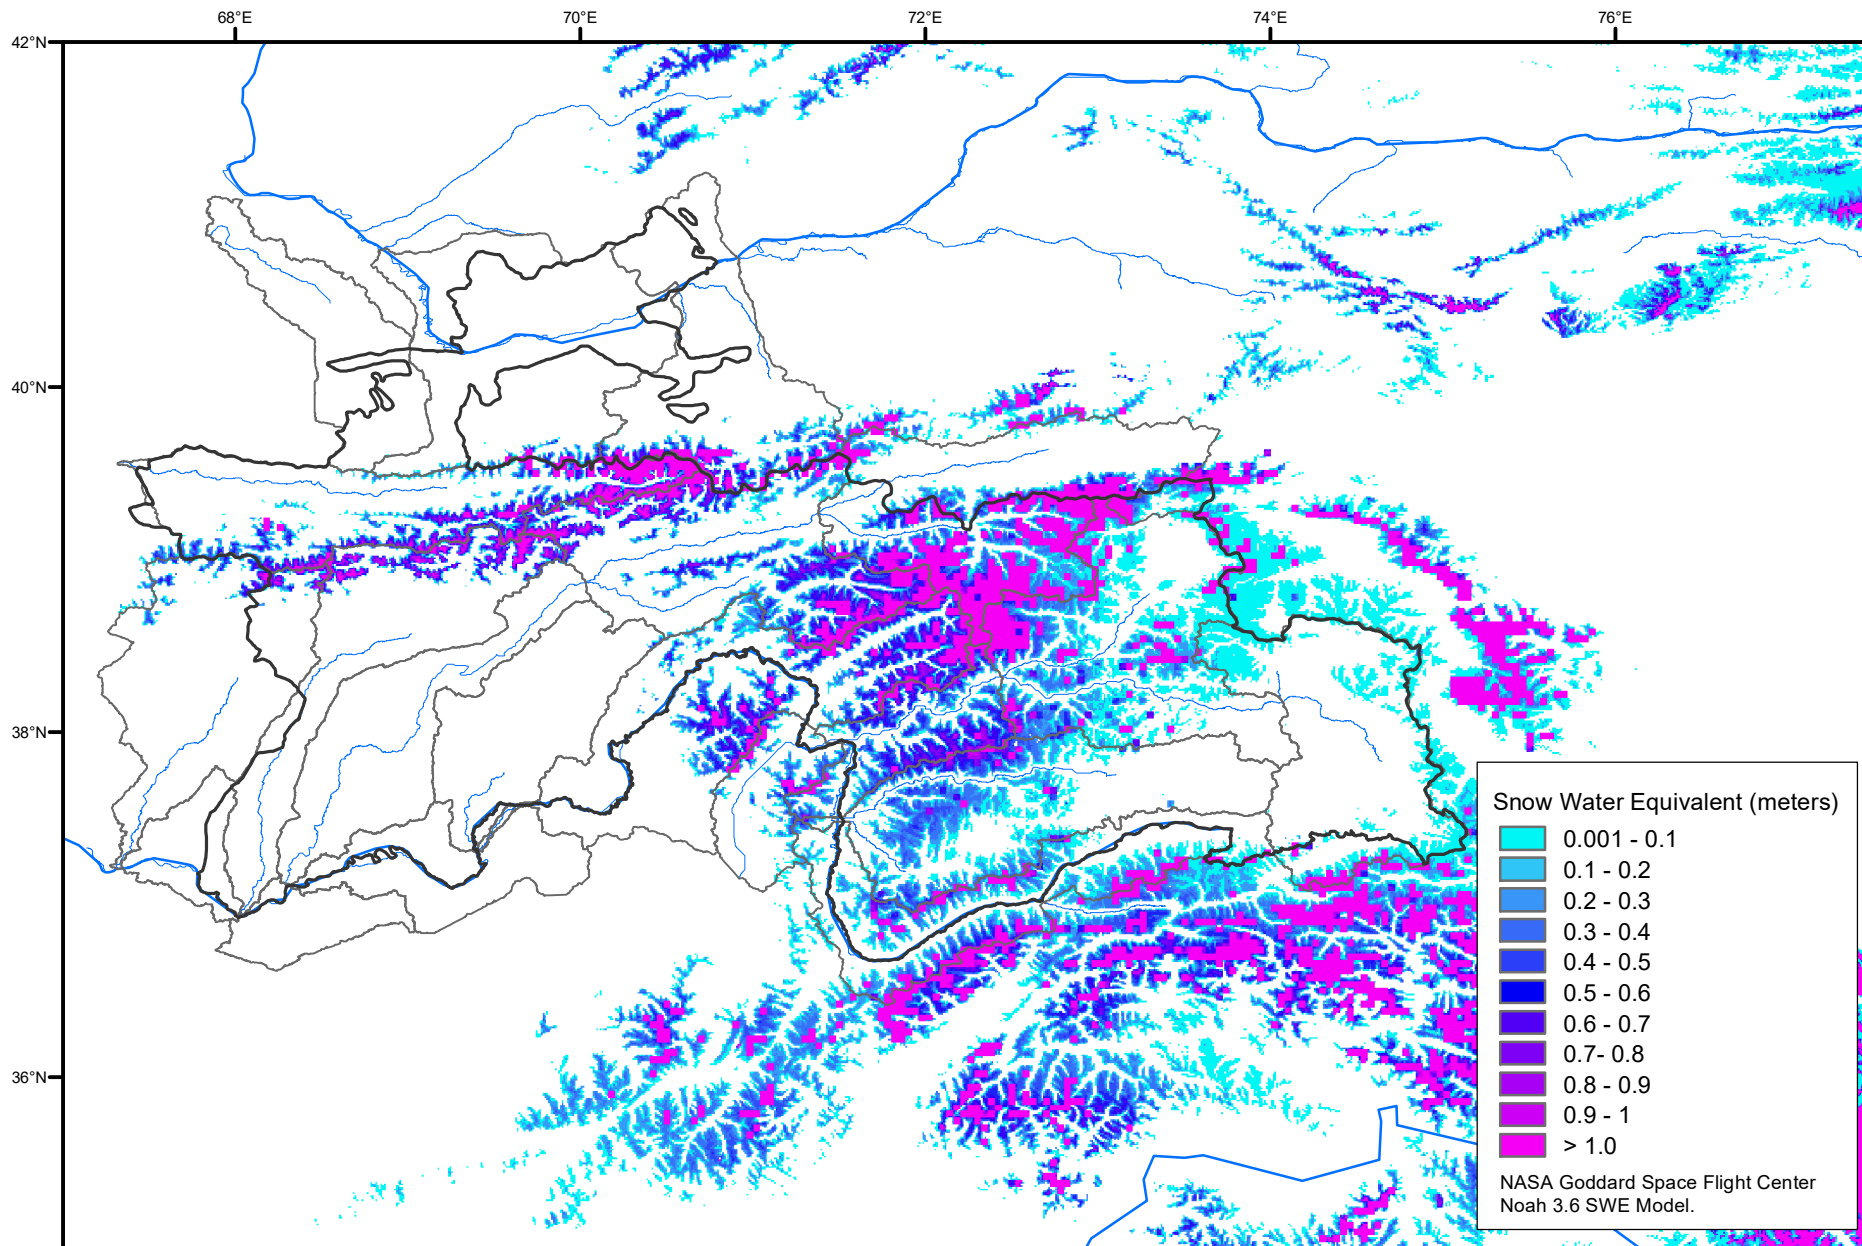 68°E
70°E
72°E
74°E
76°E
42°N
40°N
38°N
36°N
Snow Water Equivalent (meters)
0.001 - 0.1
0.1 - 0.2
0.2 - 0.3
0.3 - 0.4
0.4 - 0.5
0.5 - 0.6
0.6 - 0.7
0.7- 0.8
0.8 - 0.9
0.9 - 1
> 1.0
NASA Goddard Space Flight Center
Noah 3.6 SWE Model.